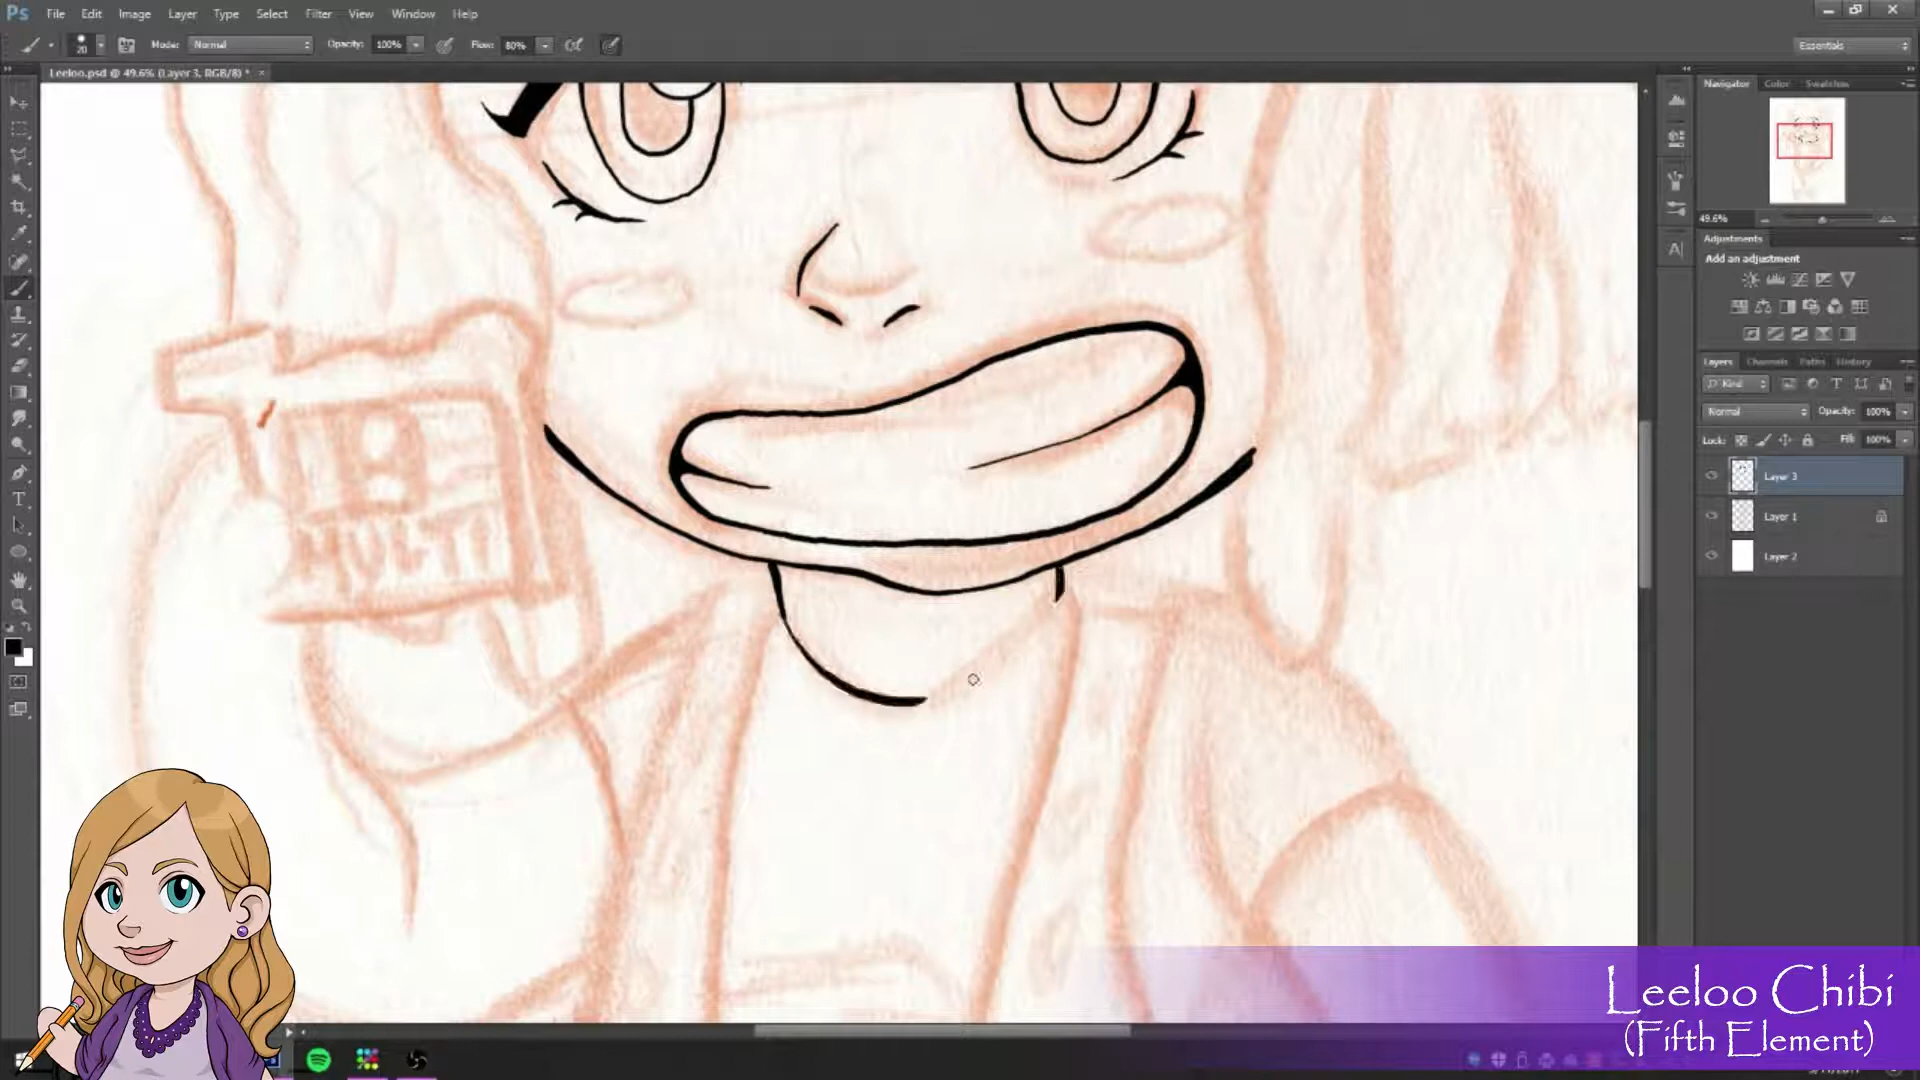 Ps File Edit Image Layer Type Select Filter View Window Help
20 Mode: Normal Opacity: 100% Flow: 80% Essentials
Leeloo.psd @ 49.6% (Layer 3, RGB/8) * ×
Navigator Color Swatches
49.6%
Adjustments
Add an adjustment
Layers Channels Paths History
Kind
Normal Opacity: 100%
Lock: Fill: 100%
Layer 3
Layer 1
Layer 2
MULTI
Leeloo Chibi
(Fifth Element)